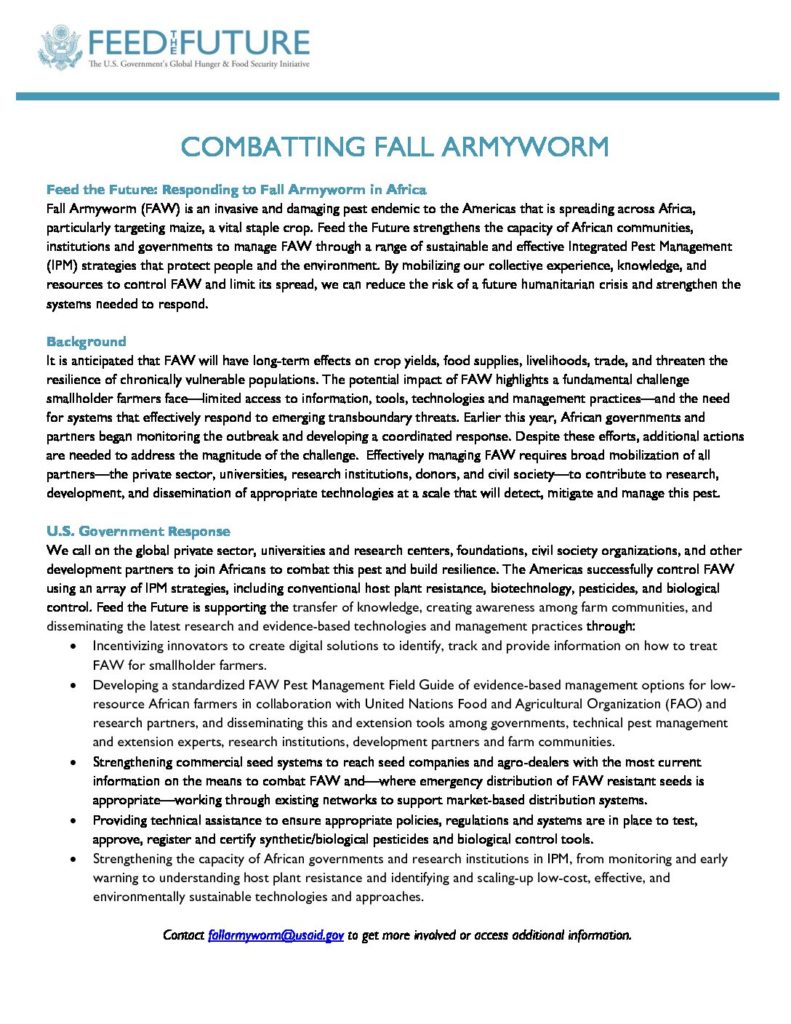 FEED THE FUTURE
The U.S. Government's Global Hunger & Food Security Initiative
COMBATTING FALL ARMYWORM
Feed the Future: Responding to Fall Armyworm in Africa
Fall Armyworm (FAW) is an invasive and damaging pest endemic to the Americas that is spreading across Africa,
particularly targeting maize, a vital staple crop. Feed the Future strengthens the capacity of African communities,
institutions and governments to manage FAW through a range of sustainable and effective Integrated Pest Management
(IPM) strategies that protect people and the environment. By mobilizing our collective experience, knowledge, and
resources to control FAW and limit its spread, we can reduce the risk of a future humanitarian crisis and strengthen the
systems needed to respond.
Background
It is anticipated that FAW will have long-term effects on crop yields, food supplies, livelihoods, trade, and threaten the
resilience of chronically vulnerable populations. The potential impact of FAW highlights a fundamental challenge
smallholder farmers face—limited access to information, tools, technologies and management practices—and the need
for systems that effectively respond to emerging transboundary threats. Earlier this year, African governments and
partners began monitoring the outbreak and developing a coordinated response. Despite these efforts, additional actions
are needed to address the magnitude of the challenge. Effectively managing FAW requires broad mobilization of all
partners—the private sector, universities, research institutions, donors, and civil society—to contribute to research,
development, and dissemination of appropriate technologies at a scale that will detect, mitigate and manage this pest.
U.S. Government Response
We call on the global private sector, universities and research centers, foundations, civil society organizations, and other
development partners to join Africans to combat this pest and build resilience. The Americas successfully control FAW
using an array of IPM strategies, including conventional host plant resistance, biotechnology, pesticides, and biological
control. Feed the Future is supporting the transfer of knowledge, creating awareness among farm communities, and
disseminating the latest research and evidence-based technologies and management practices through:
• Incentivizing innovators to create digital solutions to identify, track and provide information on how to treat
FAW for smallholder farmers.
• Developing a standardized FAW Pest Management Field Guide of evidence-based management options for low-
resource African farmers in collaboration with United Nations Food and Agricultural Organization (FAO) and
research partners, and disseminating this and extension tools among governments, technical pest management
and extension experts, research institutions, development partners and farm communities.
• Strengthening commercial seed systems to reach seed companies and agro-dealers with the most current
information on the means to combat FAW and—where emergency distribution of FAW resistant seeds is
appropriate—working through existing networks to support market-based distribution systems.
• Providing technical assistance to ensure appropriate policies, regulations and systems are in place to test,
approve, register and certify synthetic/biological pesticides and biological control tools.
• Strengthening the capacity of African governments and research institutions in IPM, from monitoring and early
warning to understanding host plant resistance and identifying and scaling-up low-cost, effective, and
environmentally sustainable technologies and approaches.
Contact fallarmyworm@usaid.gov to get more involved or access additional information.